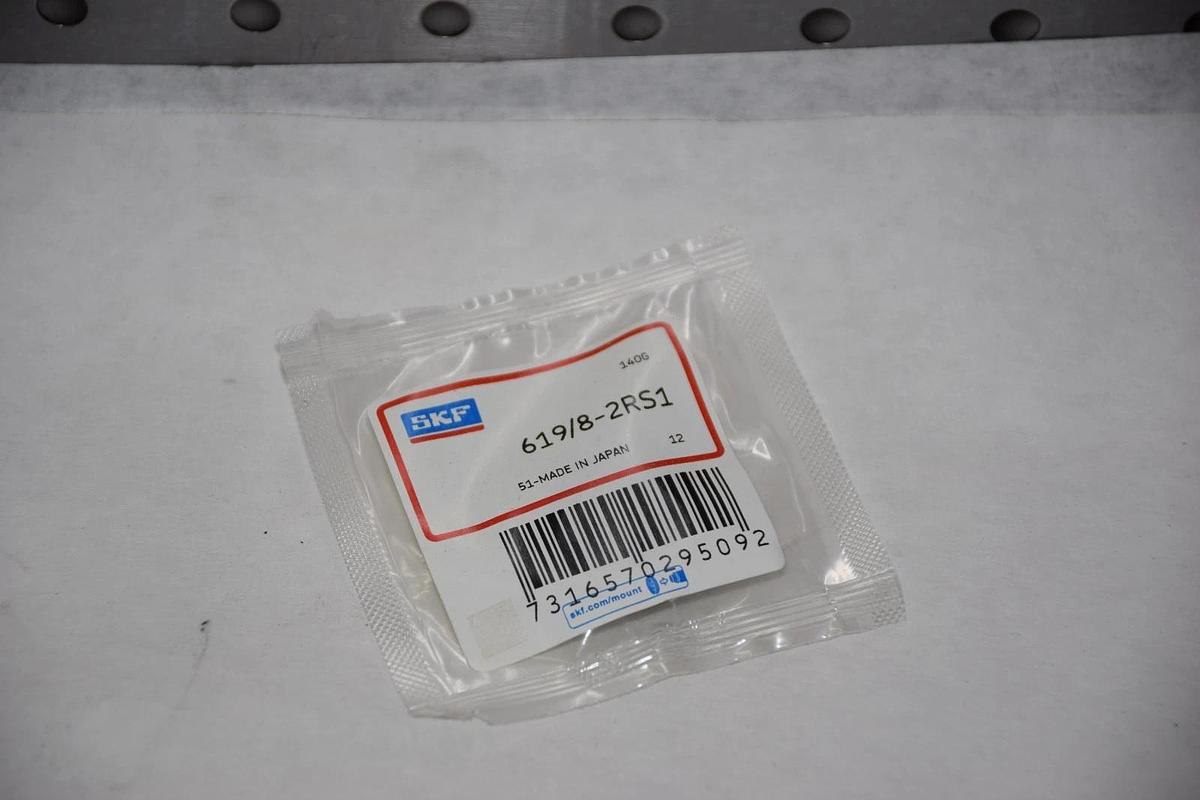 140G
SKF
619/8-2RS1
51-MADE IN JAPAN
12
7316570295092
skf.com/mount